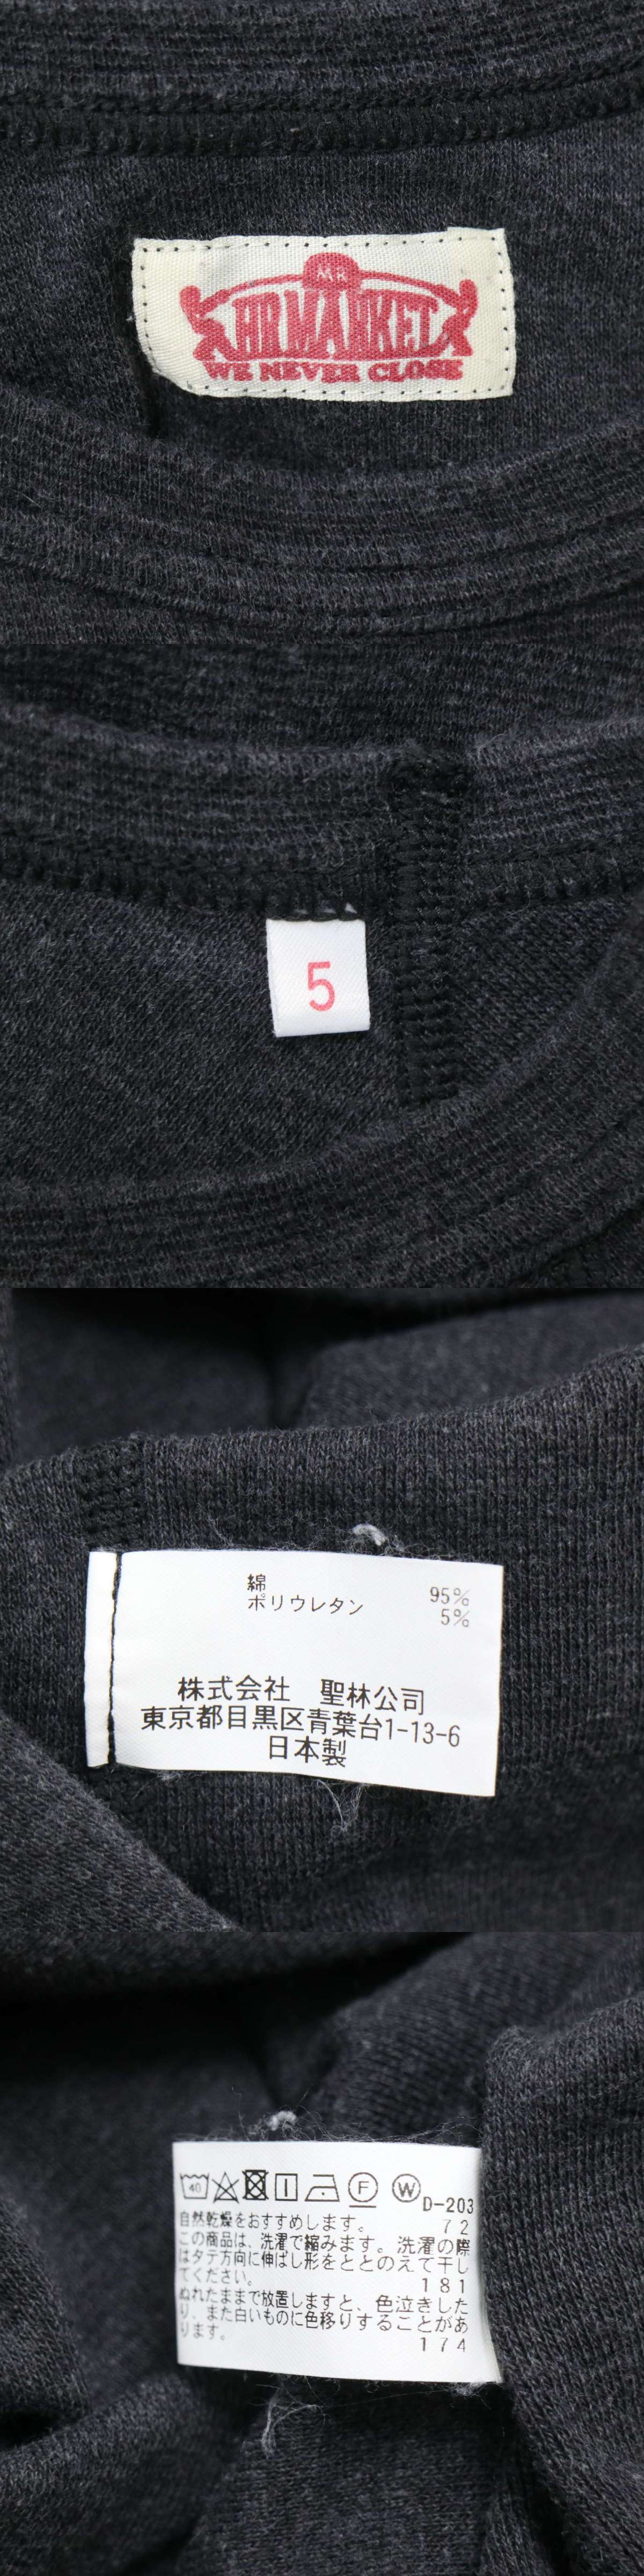 MR
HR MARKET
WE NEVER CLOSE
5
綿 95%
ポリウレタン 5%
株式会社 聖林公司
東京都目黒区青葉台1-13-6
日本製
40 F W D-203
自然乾燥をおすすめします。 72
この商品は、洗濯で縮みます。洗濯の際
はタテ方向に伸ばし形をととのえて干し
てください。 181
ぬれたままで放置しますと、色泣きした
り、また白いものに色移りすることがあ
ります。 174